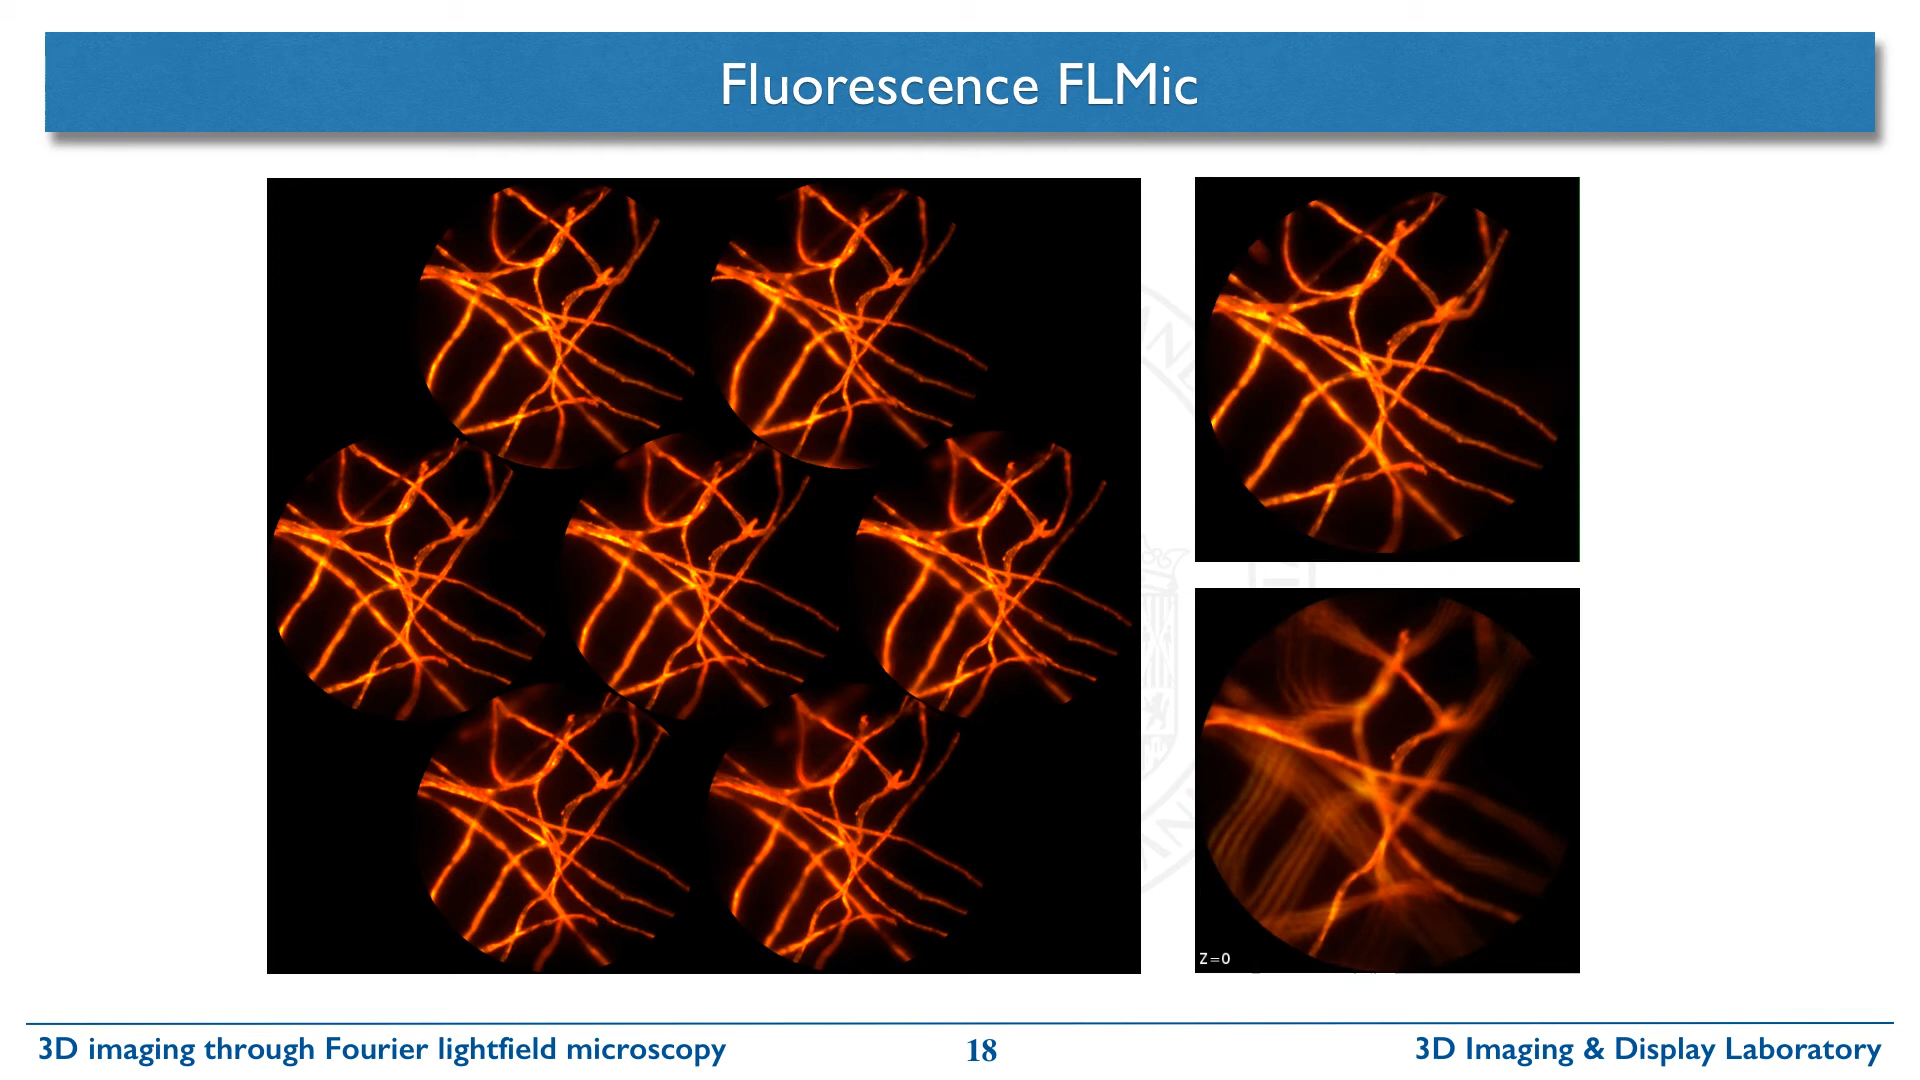 Fluorescence FLMic
Z=0
3D imaging through Fourier lightfield microscopy
18
3D Imaging & Display Laboratory